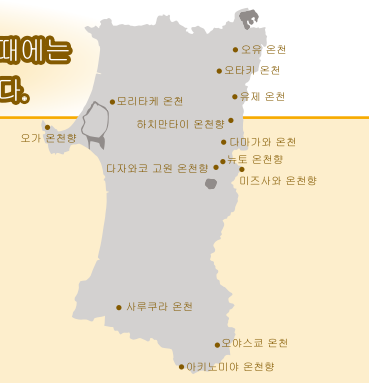 때에는
다.
오유 온천
오타키 온천
유제 온천
모리타케 온천
하치만타이 온천향
오가 온천향
다마가와 온천
뉴토 온천향
다자와코 고원 온천향
미즈사와 온천향
사루쿠라 온천
오야스쿄 온천
아키노미야 온천향